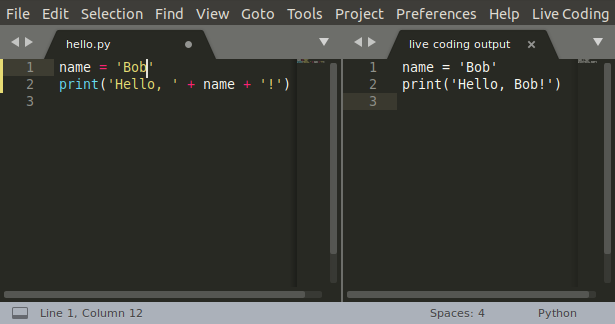 File Edit Selection Find View Goto Tools Project Preferences Help Live Coding
hello.py
1 name = 'Bob'
2 print('Hello, ' + name + '!')
3
live coding output ×
1 name = 'Bob'
2 print('Hello, Bob!')
3
Line 1, Column 12 Spaces: 4 Python